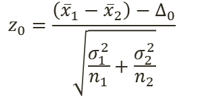 z₀ = ((x̄₁ − x̄₂) − Δ₀) / √(σ₁²/n₁ + σ₂²/n₂)